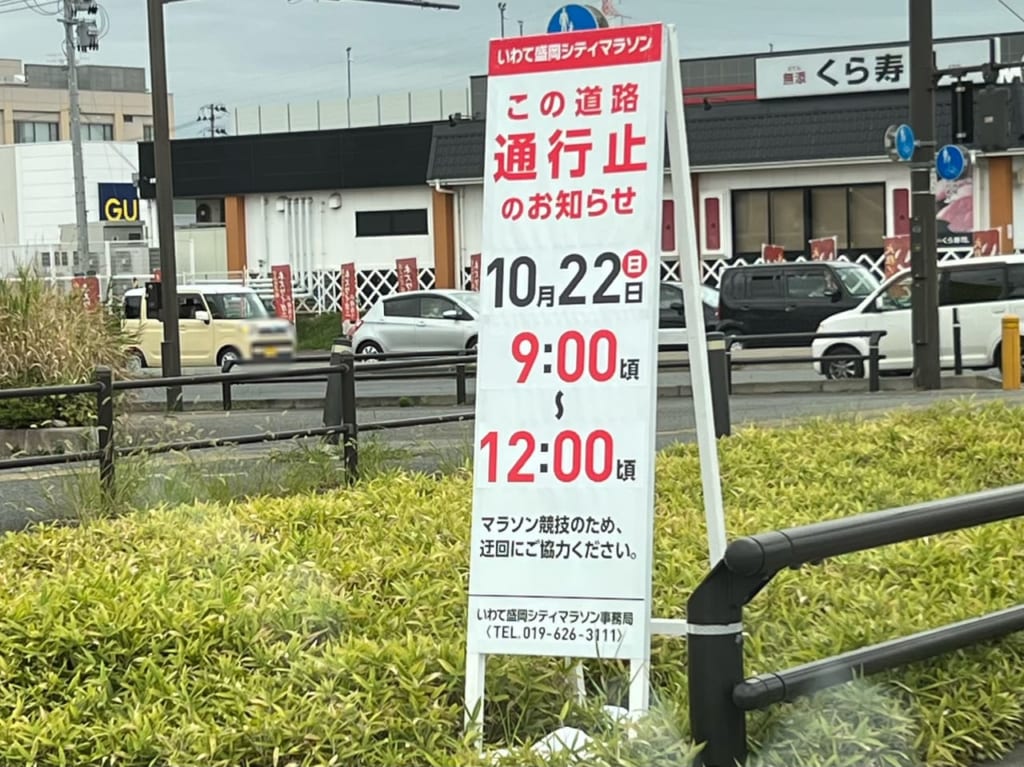 いわて盛岡シティマラソン
この道路
通行止
のお知らせ
10月22日㊐
9:00頃
〜
12:00頃
マラソン競技のため、
迂回にご協力ください。
いわて盛岡シティマラソン事務局
〈TEL.019-626-3111〉
無添 くら寿
GU